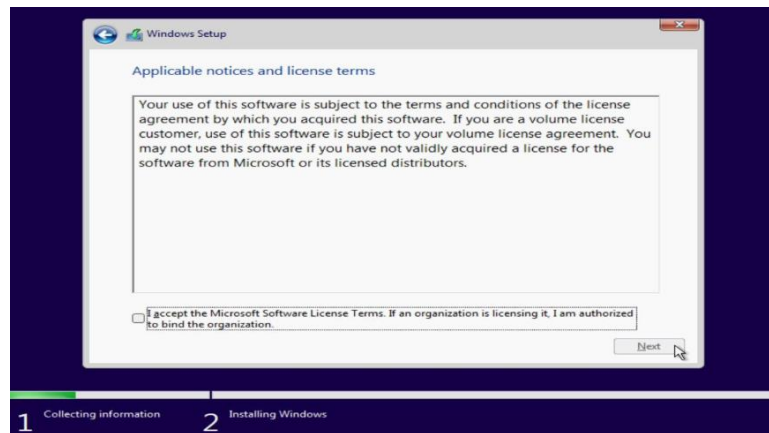 Windows Setup
Applicable notices and license terms
Your use of this software is subject to the terms and conditions of the license
agreement by which you acquired this software.  If you are a volume license
customer, use of this software is subject to your volume license agreement.  You
may not use this software if you have not validly acquired a license for the
software from Microsoft or its licensed distributors.
I accept the Microsoft Software License Terms. If an organization is licensing it, I am authorized
to bind the organization.
Next
1 Collecting information 2 Installing Windows